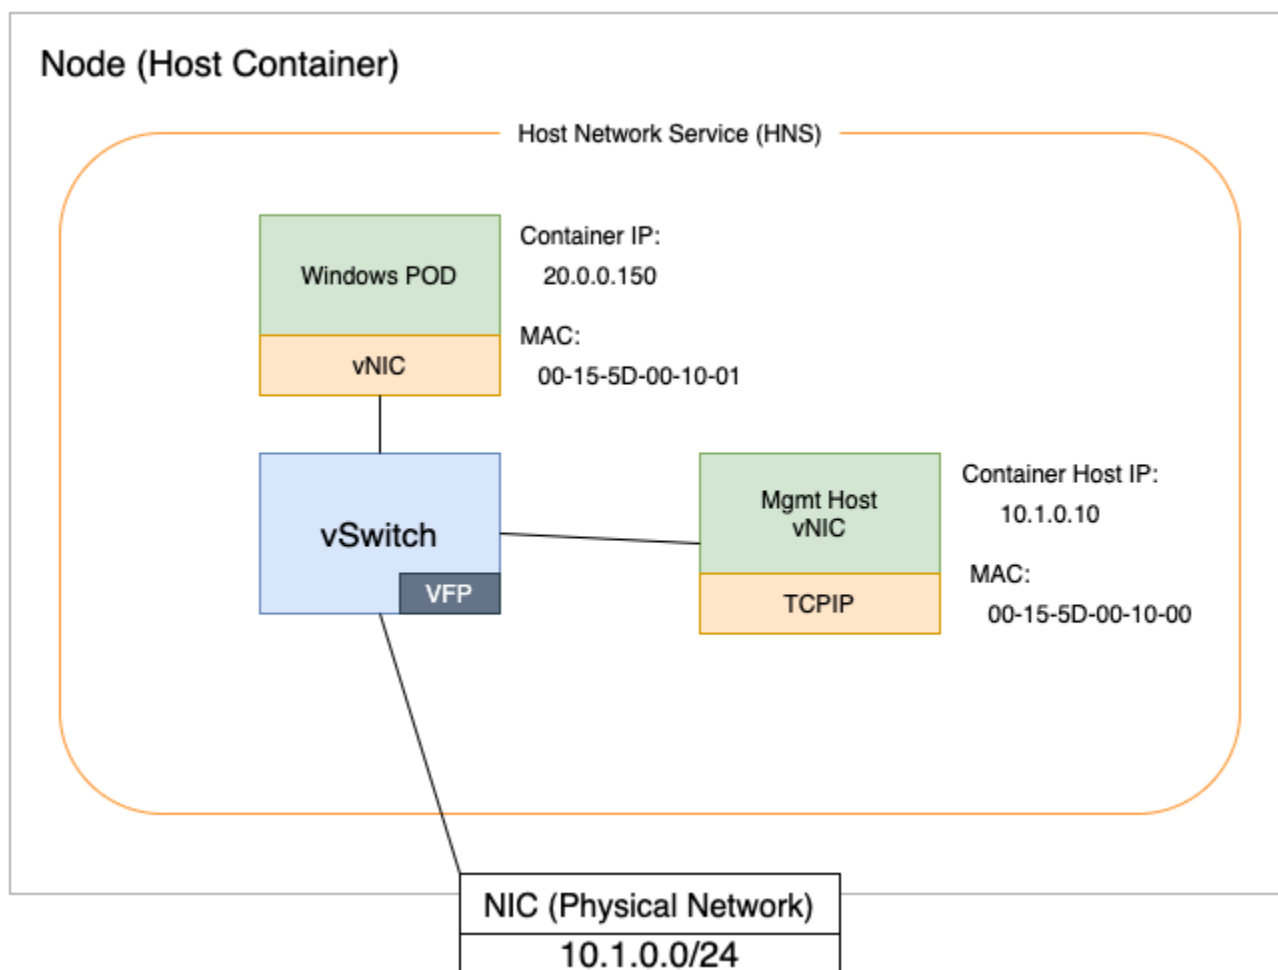 Node (Host Container)
Host Network Service (HNS)
Windows POD
vNIC
Container IP:
20.0.0.150
MAC:
00-15-5D-00-10-01
vSwitch
VFP
Mgmt Host
vNIC
TCPIP
Container Host IP:
10.1.0.10
MAC:
00-15-5D-00-10-00
NIC (Physical Network)
10.1.0.0/24